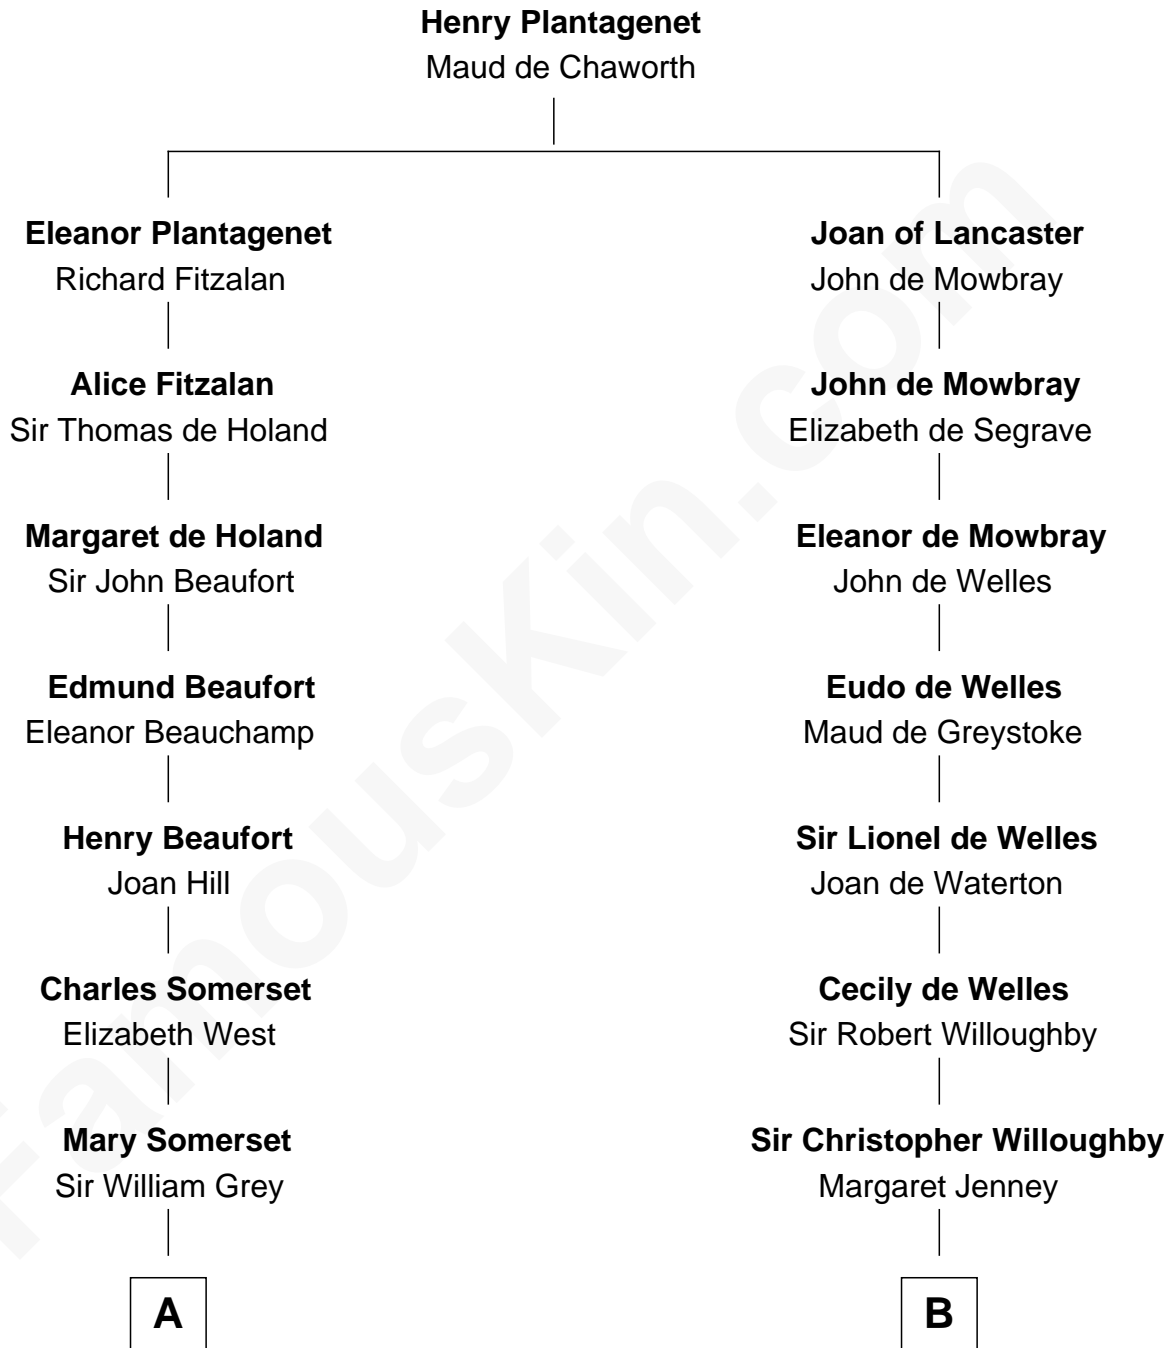 Henry Plantagenet
Maud de Chaworth
Eleanor Plantagenet
Richard Fitzalan
Joan of Lancaster
John de Mowbray
Alice Fitzalan
Sir Thomas de Holand
John de Mowbray
Elizabeth de Segrave
Margaret de Holand
Sir John Beaufort
Eleanor de Mowbray
John de Welles
Edmund Beaufort
Eleanor Beauchamp
Eudo de Welles
Maud de Greystoke
Henry Beaufort
Joan Hill
Sir Lionel de Welles
Joan de Waterton
Charles Somerset
Elizabeth West
Cecily de Welles
Sir Robert Willoughby
Mary Somerset
Sir William Grey
Sir Christopher Willoughby
Margaret Jenney
A
B
FamousKin.com